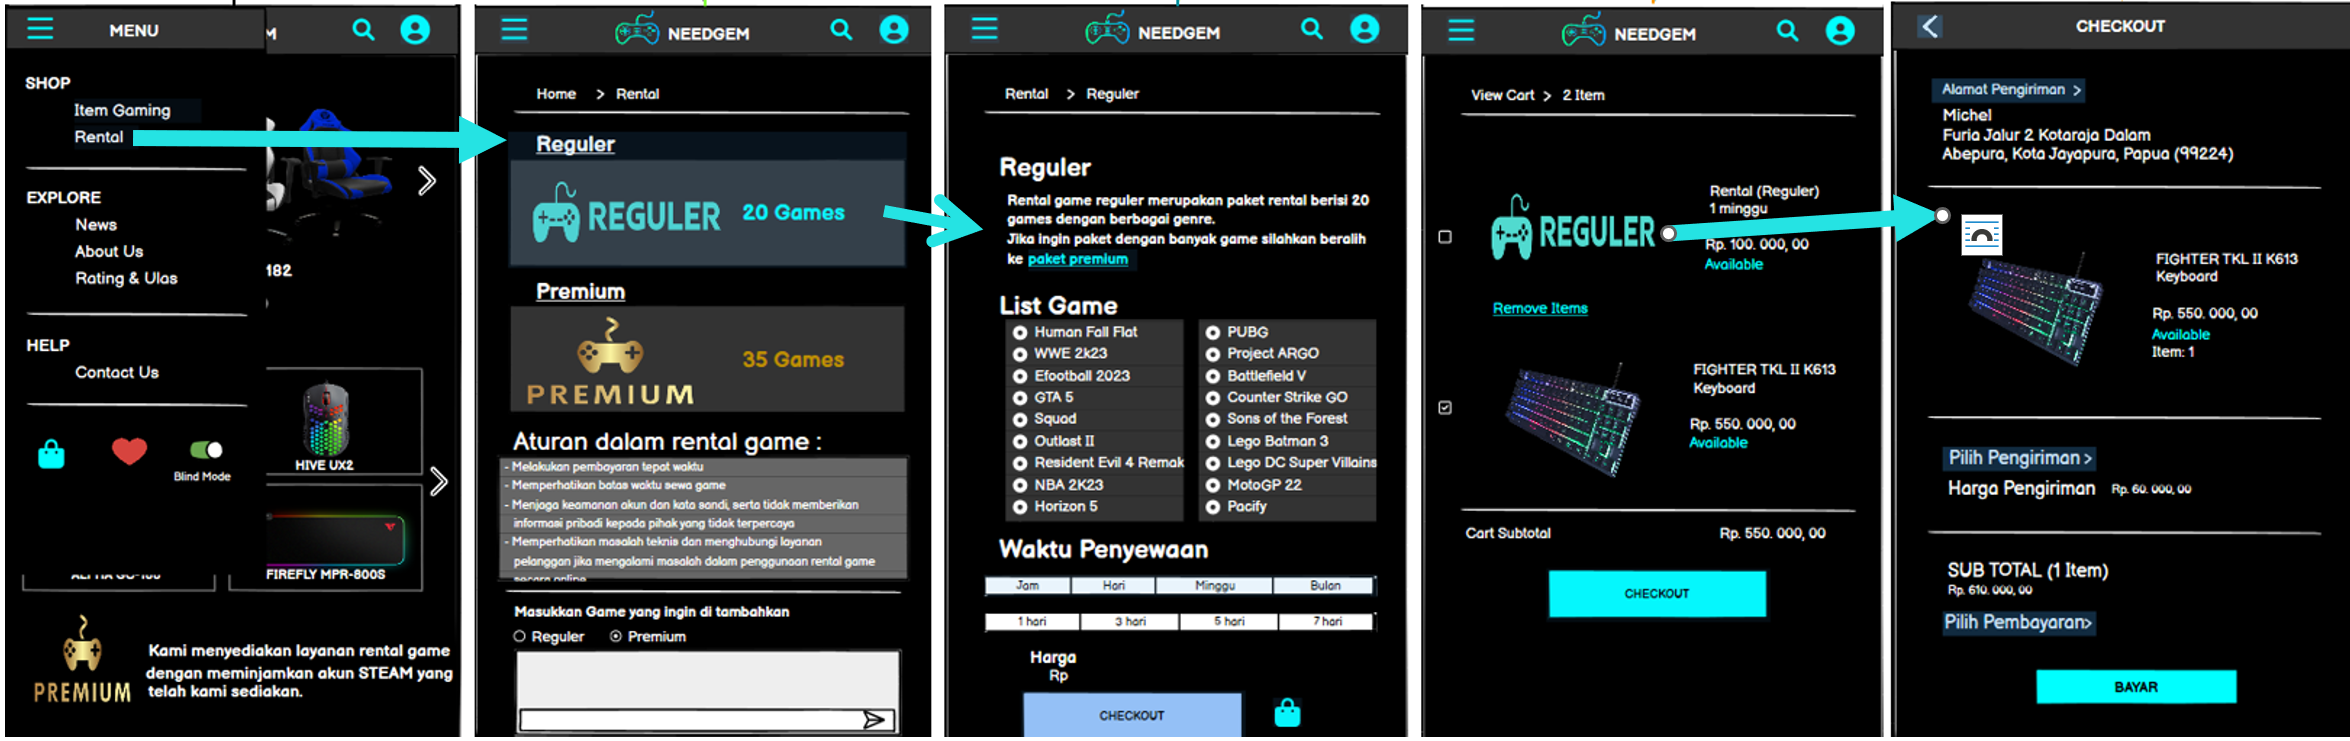 MENU
SHOP
Item Gaming
Rental
EXPLORE
News
About Us
Rating & Ulas
HELP
Contact Us
Blind Mode
M
182
HIVE UX2
FIREFLY MPR-800S
PREMIUM
Kami menyediakan layanan rental game
dengan meminjamkan akun STEAM yang
telah kami sediakan.
NEEDGEM
Home > Rental
Reguler
REGULER 20 Games
Premium
PREMIUM 35 Games
Aturan dalam rental game :
- Melakukan pembayaran tepat waktu
- Memperhatikan batas waktu sewa game
- Menjaga keamanan akun dan kata sandi, serta tidak memberikan
informasi pribadi kepada pihak yang tidak terpercaya
- Memperhatikan masalah teknis dan menghubungi layanan
pelanggan jika mengalami masalah dalam penggunaan rental game
secara online
Masukkan Game yang ingin di tambahkan
Reguler Premium
NEEDGEM
Rental > Reguler
Reguler
Rental game reguler merupakan paket rental berisi 20
games dengan berbagai genre.
Jika ingin paket dengan banyak game silahkan beralih
ke paket premium
List Game
Human Fall Flat
WWE 2k23
Efootball 2023
GTA 5
Squad
Outlast II
Resident Evil 4 Remak
NBA 2K23
Horizon 5
PUBG
Project ARGO
Battlefield V
Counter Strike GO
Sons of the Forest
Lego Batman 3
Lego DC Super Villains
MotoGP 22
Pacify
Waktu Penyewaan
Jam Hari Minggu Bulan
1 hari 3 hari 5 hari 7 hari
Harga
Rp
CHECKOUT
NEEDGEM
View Cart > 2 Item
REGULER
Rental (Reguler)
1 minggu
Rp. 100. 000, 00
Available
Remove Items
FIGHTER TKL II K613
Keyboard
Rp. 550. 000, 00
Available
Cart Subtotal Rp. 550. 000, 00
CHECKOUT
CHECKOUT
Alamat Pengiriman >
Michel
Furia Jalur 2 Kotaraja Dalam
Abepura, Kota Jayapura, Papua (99224)
FIGHTER TKL II K613
Keyboard
Rp. 550. 000, 00
Available
Item: 1
Pilih Pengiriman >
Harga Pengiriman Rp. 60. 000, 00
SUB TOTAL (1 Item)
Rp. 610. 000, 00
Pilih Pembayaran>
BAYAR